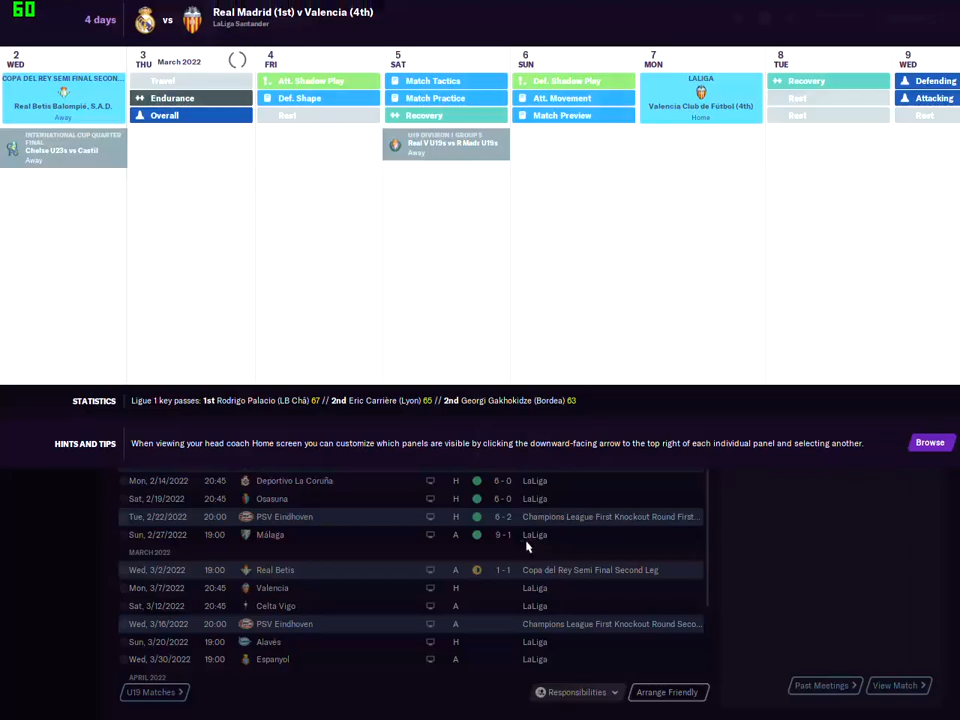 60
4 days
vs
Real Madrid (1st) v Valencia (4th)
LaLiga Santander
2
WED
3
THU March 2022
4
FRI
5
SAT
6
SUN
7
MON
8
TUE
9
WED
COPA DEL REY SEMI FINAL SECON...
Real Betis Balompié, S.A.D.
Away
Travel
Endurance
Overall
Att. Shadow Play
Def. Shape
Rest
Match Tactics
Match Practice
Recovery
Def. Shadow Play
Att. Movement
Match Preview
LALIGA
Valencia Club de Fútbol (4th)
Home
Recovery
Rest
Rest
Defending
Attacking
Rest
INTERNATIONAL CUP QUARTER
FINAL
Chelse U23s vs Castil
Away
U19 DIVISION I GROUP 5
Real V U19s vs R Madr U19s
Away
STATISTICS Ligue 1 key passes: 1st Rodrigo Palacio (LB Châ) 67 // 2nd Eric Carrière (Lyon) 65 // 2nd Georgi Gakhokidze (Bordea) 63
HINTS AND TIPS When viewing your head coach Home screen you can customize which panels are visible by clicking the downward-facing arrow to the top right of each individual panel and selecting another. Browse
Mon, 2/14/2022 20:45 Deportivo La Coruña H 6 - 0 LaLiga
Sat, 2/19/2022 20:45 Osasuna H 6 - 0 LaLiga
Tue, 2/22/2022 20:00 PSV Eindhoven H 6 - 2 Champions League First Knockout Round First...
Sun, 2/27/2022 19:00 Málaga A 9 - 1 LaLiga
MARCH 2022
Wed, 3/2/2022 19:00 Real Betis A 1 - 1 Copa del Rey Semi Final Second Leg
Mon, 3/7/2022 20:45 Valencia H LaLiga
Sat, 3/12/2022 20:45 Celta Vigo A LaLiga
Wed, 3/16/2022 20:00 PSV Eindhoven A Champions League First Knockout Round Seco...
Sun, 3/20/2022 19:00 Alavés H LaLiga
Wed, 3/30/2022 19:00 Espanyol A LaLiga
APRIL 2022
U19 Matches > Responsibilities Arrange Friendly Past Meetings > View Match >